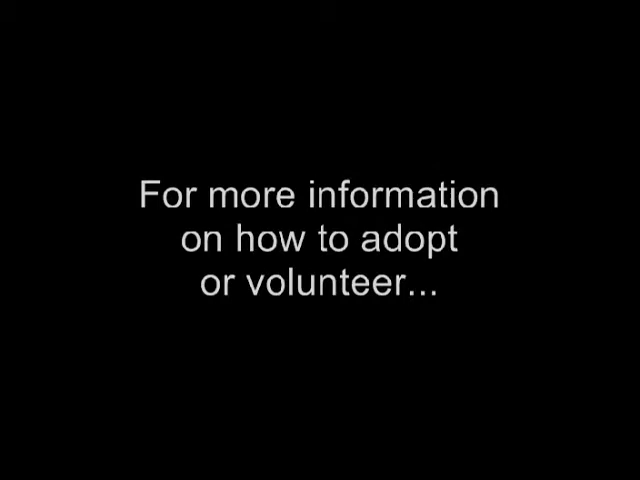 For more information
on how to adopt
or volunteer...